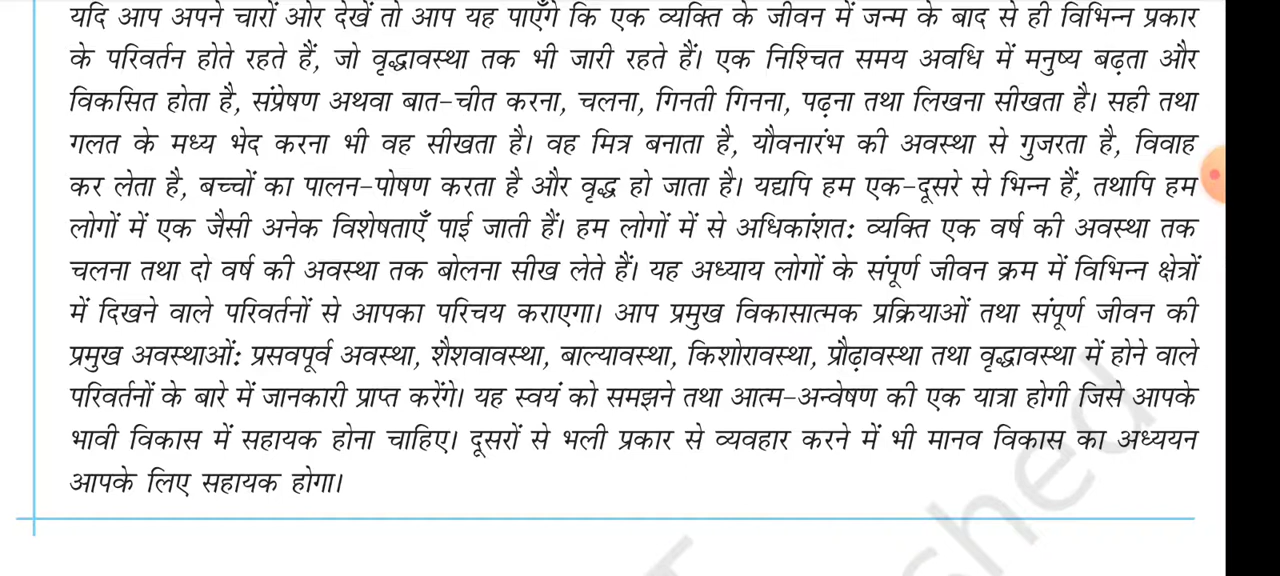 यदि आप अपने चारों ओर देखें तो आप यह पाएँगे कि एक व्यक्ति के जीवन में जन्म के बाद से ही विभिन्न प्रकार
के परिवर्तन होते रहते हैं, जो वृद्धावस्था तक भी जारी रहते हैं। एक निश्चित समय अवधि में मनुष्य बढ़ता और
विकसित होता है, संप्रेषण अथवा बात-चीत करना, चलना, गिनती गिनना, पढ़ना तथा लिखना सीखता है। सही तथा
गलत के मध्य भेद करना भी वह सीखता है। वह मित्र बनाता है, यौवनारंभ की अवस्था से गुजरता है, विवाह
कर लेता है, बच्चों का पालन-पोषण करता है और वृद्ध हो जाता है। यद्यपि हम एक-दूसरे से भिन्न हैं, तथापि हम
लोगों में एक जैसी अनेक विशेषताएँ पाई जाती हैं। हम लोगों में से अधिकांशत: व्यक्ति एक वर्ष की अवस्था तक
चलना तथा दो वर्ष की अवस्था तक बोलना सीख लेते हैं। यह अध्याय लोगों के संपूर्ण जीवन क्रम में विभिन्न क्षेत्रों
में दिखने वाले परिवर्तनों से आपका परिचय कराएगा। आप प्रमुख विकासात्मक प्रक्रियाओं तथा संपूर्ण जीवन की
प्रमुख अवस्थाओं: प्रसवपूर्व अवस्था, शैशवावस्था, बाल्यावस्था, किशोरावस्था, प्रौढ़ावस्था तथा वृद्धावस्था में होने वाले
परिवर्तनों के बारे में जानकारी प्राप्त करेंगे। यह स्वयं को समझने तथा आत्म-अन्वेषण की एक यात्रा होगी जिसे आपके
भावी विकास में सहायक होना चाहिए। दूसरों से भली प्रकार से व्यवहार करने में भी मानव विकास का अध्ययन
आपके लिए सहायक होगा।
shed